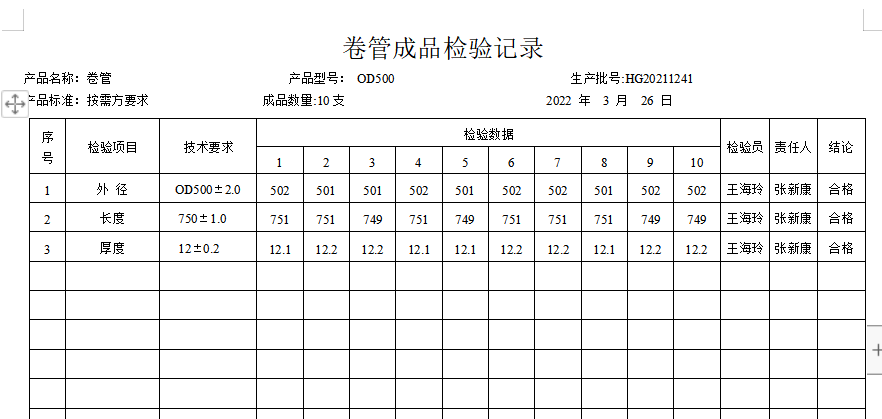 卷管成品检验记录
产品名称：卷管 产品型号： OD500 生产批号:HG20211241
产品标准：按需方要求 成品数量:10 支 2022 年 3 月 26 日
序号 检验项目 技术要求 检验数据 检验员 责任人 结论
1 2 3 4 5 6 7 8 9 10
1 外 径 OD500±2.0 502 501 501 502 501 502 502 501 502 502 王海玲 张新康 合格
2 长度 750±1.0 751 751 749 751 749 751 751 751 749 749 王海玲 张新康 合格
3 厚度 12±0.2 12.1 12.2 12.2 12.1 12.1 12.2 12.2 12.1 12.2 12.2 王海玲 张新康 合格